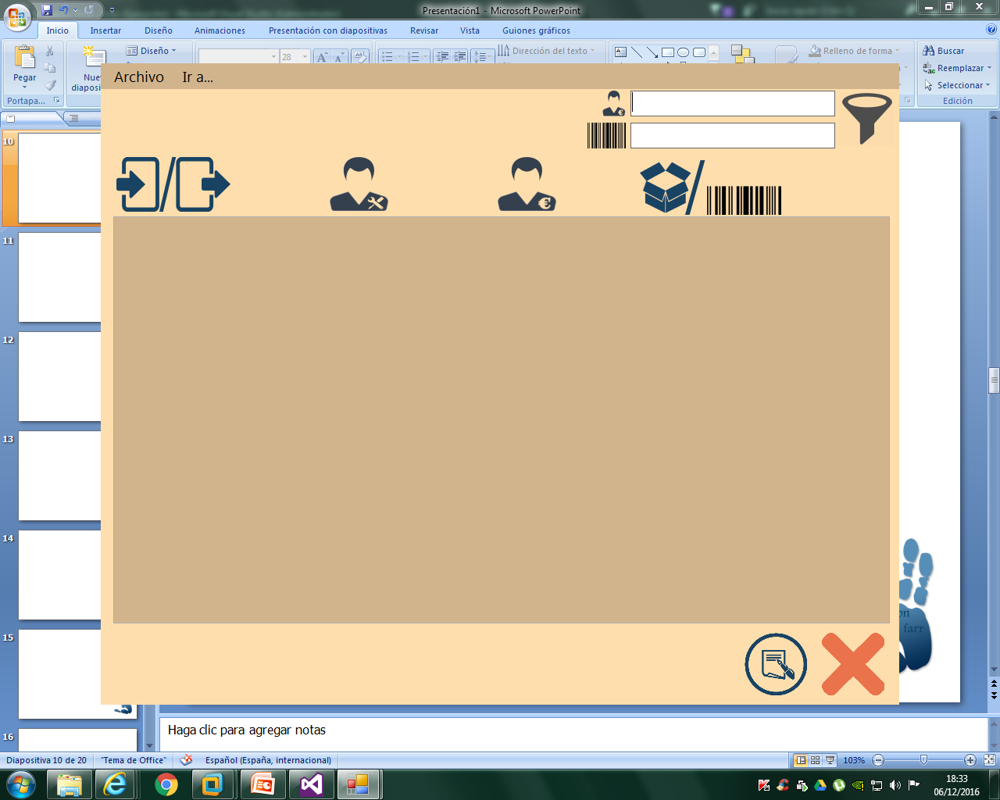 Presentación1 - Microsoft PowerPoint
Inicio
Insertar
Diseño
Animaciones
Presentación con diapositivas
Revisar
Vista
Guiones gráficos
Pegar
Portapa...
Diseño
28
Dirección del texto
Relleno de forma
Buscar
Reemplazar
Seleccionar
Edición
Archivo
Ir a...
10
11
12
13
14
15
16
farr
Haga clic para agregar notas
Diapositiva 10 de 20
"Tema de Office"
Español (España, internacional)
103%
18:33
06/12/2016